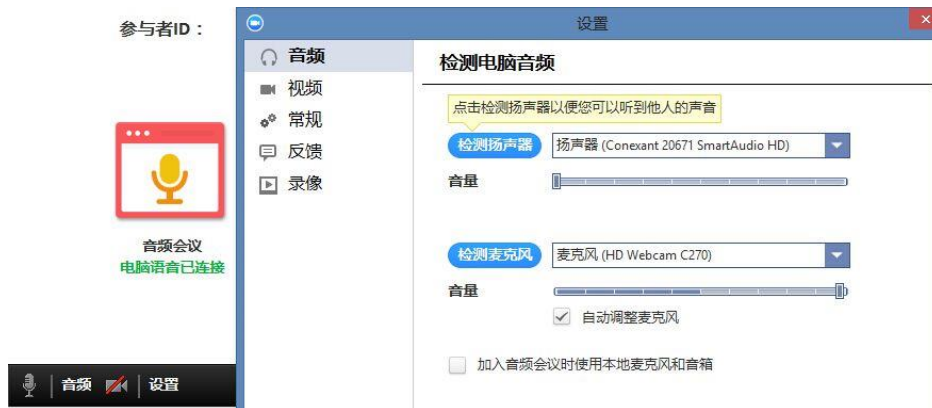 参与者ID：
音频会议
电脑语音已连接
音频
设置
设置
音频
视频
常规
反馈
录像
检测电脑音频
点击检测扬声器以便您可以听到他人的声音
检测扬声器
扬声器 (Conexant 20671 SmartAudio HD)
音量
检测麦克风
麦克风 (HD Webcam C270)
音量
自动调整麦克风
加入音频会议时使用本地麦克风和音箱